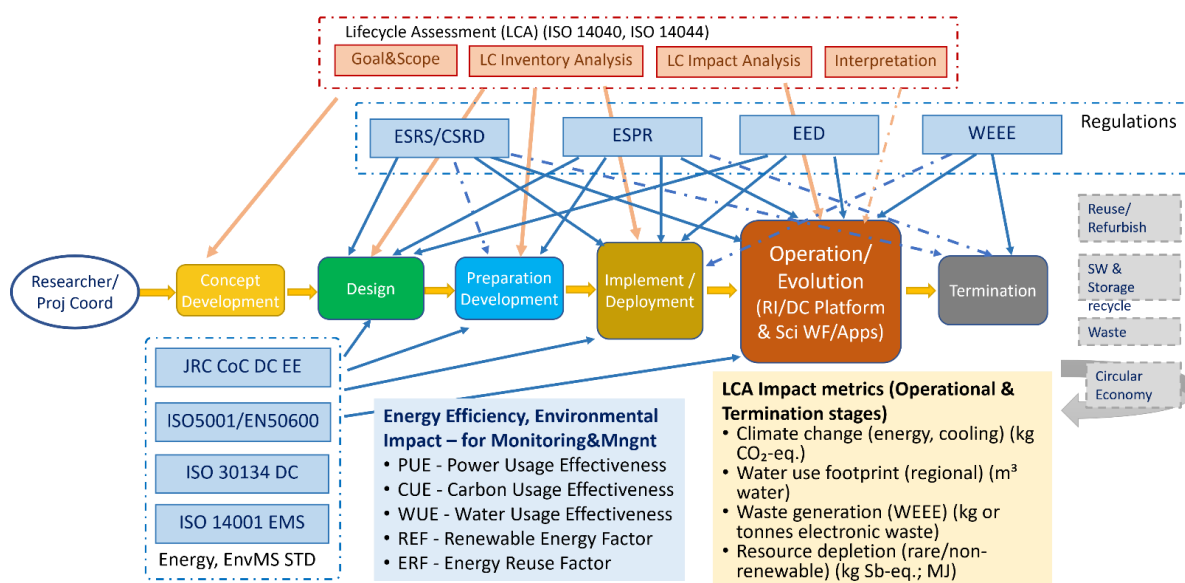 Lifecycle Assessment (LCA) (ISO 14040, ISO 14044)
Goal&Scope
LC Inventory Analysis
LC Impact Analysis
Interpretation
ESRS/CSRD
ESPR
EED
WEEE
Regulations
Reuse/
Refurbish
SW &
Storage
recycle
Waste
Circular
Economy
Researcher/
Proj Coord
Concept
Development
Design
Preparation
Development
Implement /
Deployment
Operation/
Evolution
(RI/DC Platform
& Sci WF/Apps)
Termination
JRC CoC DC EE
ISO5001/EN50600
ISO 30134 DC
ISO 14001 EMS
Energy, EnvMS STD
Energy Efficiency, Environmental
Impact – for Monitoring&Mngnt
• PUE - Power Usage Effectiveness
• CUE - Carbon Usage Effectiveness
• WUE - Water Usage Effectiveness
• REF - Renewable Energy Factor
• ERF - Energy Reuse Factor
LCA Impact metrics (Operational &
Termination stages)
• Climate change (energy, cooling) (kg
CO₂-eq.)
• Water use footprint (regional) (m³
water)
• Waste generation (WEEE) (kg or
tonnes electronic waste)
• Resource depletion (rare/non-
renewable) (kg Sb-eq.; MJ)